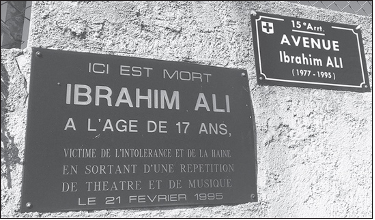 ICI EST MORT
IBRAHIM ALI
A L'AGE DE 17 ANS,
VICTIME DE L'INTOLERANCE ET DE LA HAINE
EN SORTANT D'UNE REPETITION
DE THEATRE ET DE MUSIQUE
LE 21 FEVRIER 1995
15e Arrt
AVENUE
Ibrahim ALI
(1977 - 1995)